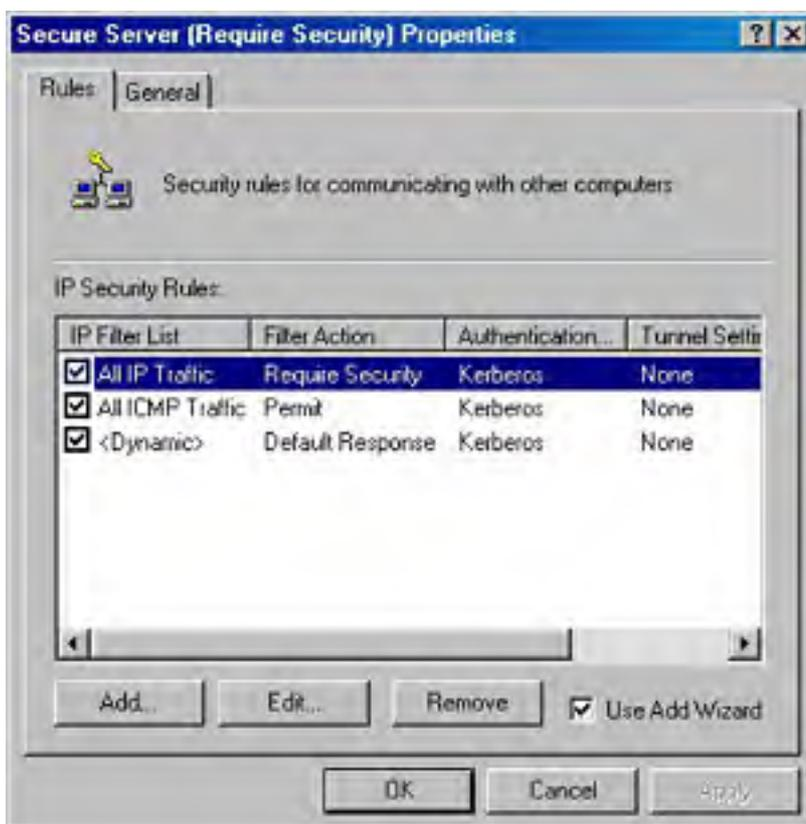 Secure Server (Require Security) Properties ? ×
Rules General
Security rules for communicating with other computers
IP Security Rules:
IP Filter List Filter Action Authentication... Tunnel Settin
All IP Traffic Require Security Kerberos None
All ICMP Traffic Permit Kerberos None
<Dynamic> Default Response Kerberos None
Add... Edit... Remove Use Add Wizard
OK Cancel Apply